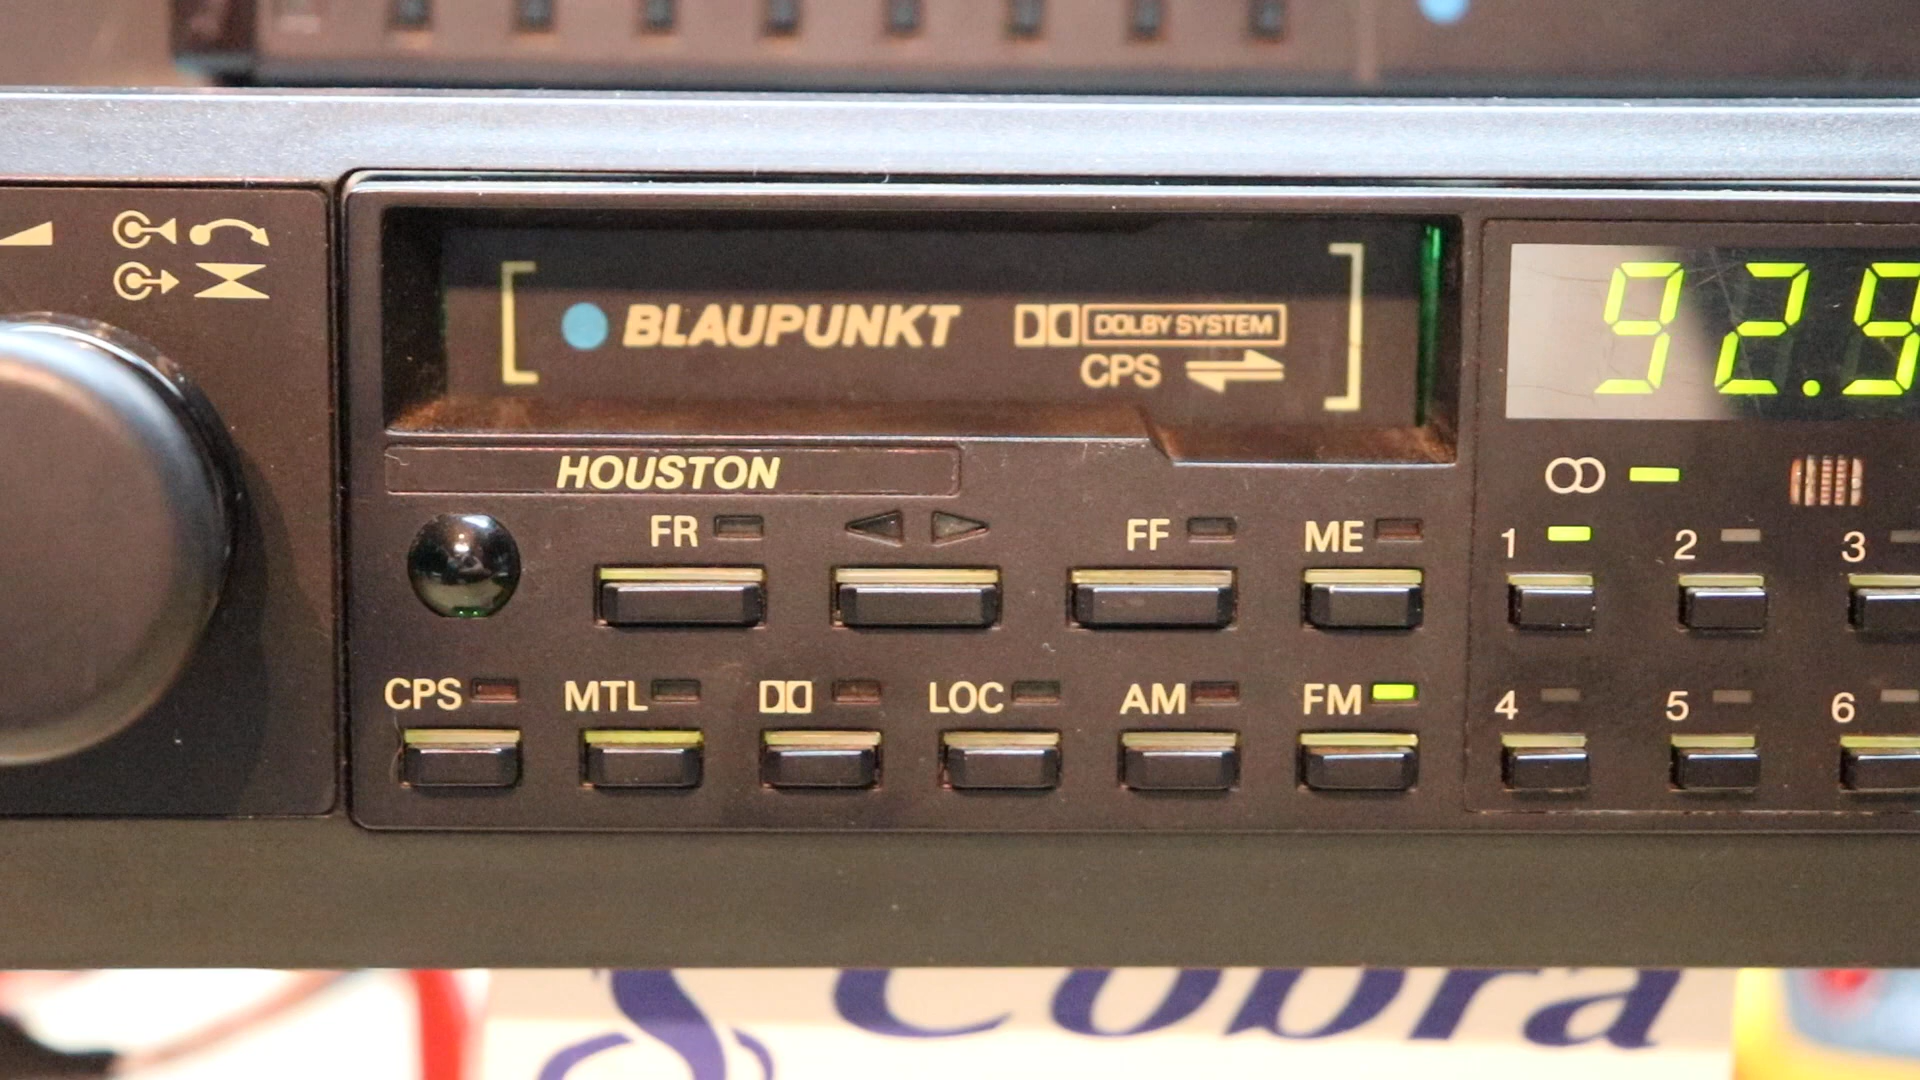 BLAUPUNKT DOLBY SYSTEM
CPS
92.9
HOUSTON
FR FF ME
1 2 3
CPS MTL LOC AM FM
4 5 6
Cobra